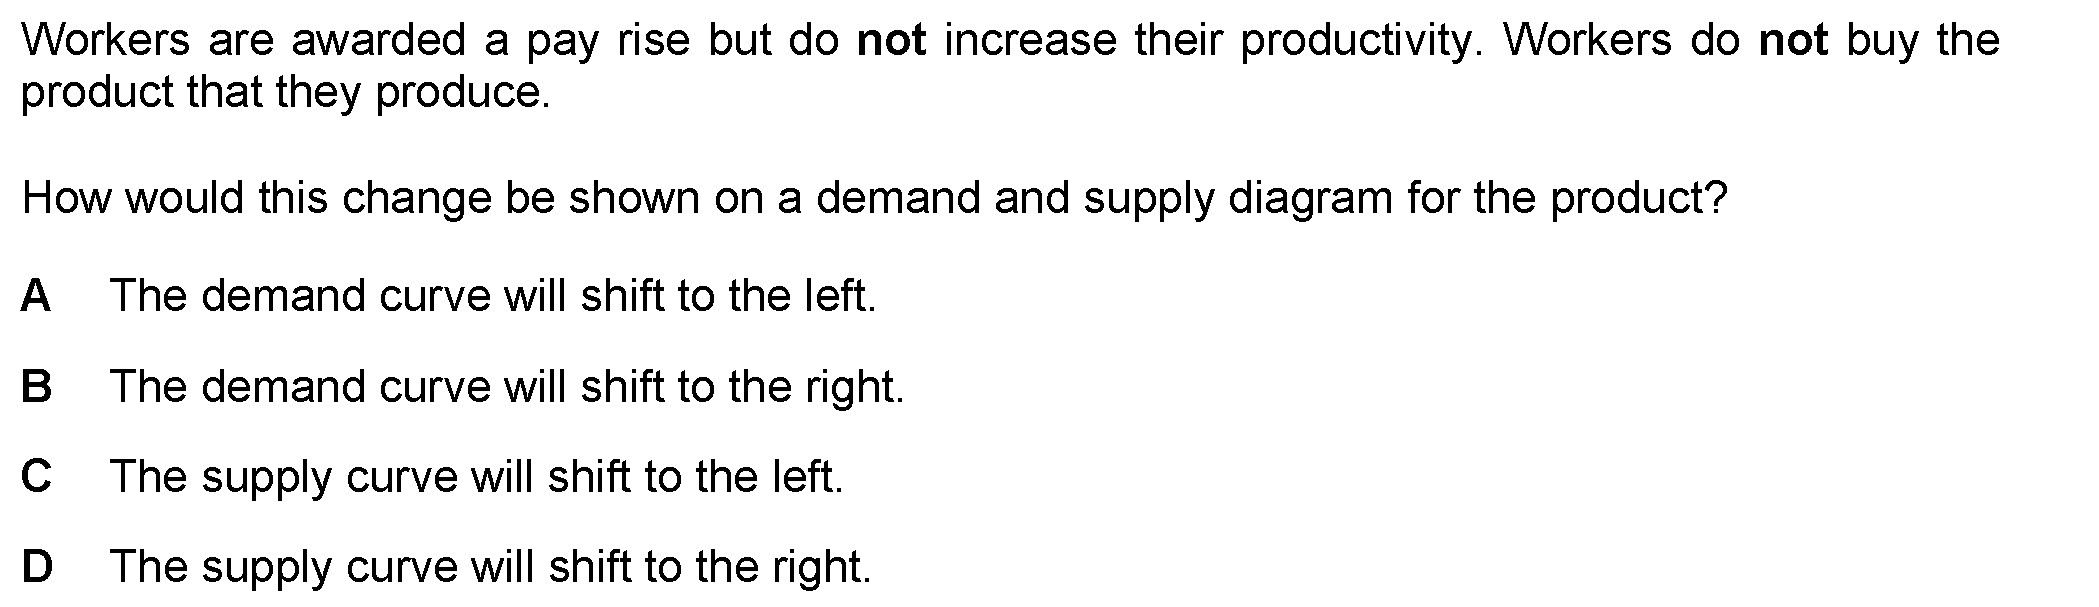 Workers are awarded a pay rise but do not increase their productivity. Workers do not buy the
product that they produce.
How would this change be shown on a demand and supply diagram for the product?
A The demand curve will shift to the left.
B The demand curve will shift to the right.
C The supply curve will shift to the left.
D The supply curve will shift to the right.